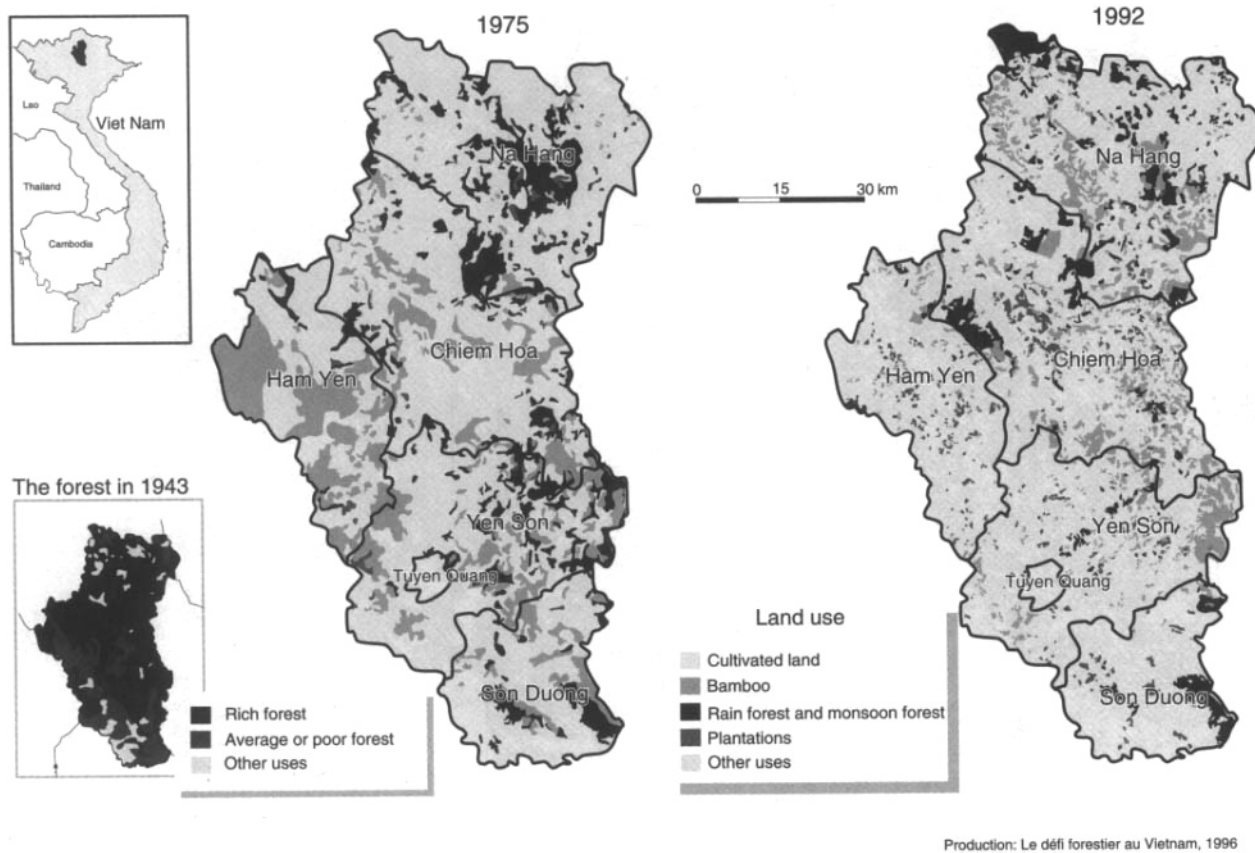 1975
1992
Lao
Viet Nam
Thailand
Cambodia
Na Hang
Chiem Hoa
Ham Yen
Yen Son
Tuyen Quang
Son Duong
0 15 30 km
Na Hang
Chiem Hoa
Ham Yen
Yen Son
Tuyen Quang
Son Duong
The forest in 1943
Rich forest
Average or poor forest
Other uses
Land use
Cultivated land
Bamboo
Rain forest and monsoon forest
Plantations
Other uses
Production: Le défi forestier au Vietnam, 1996